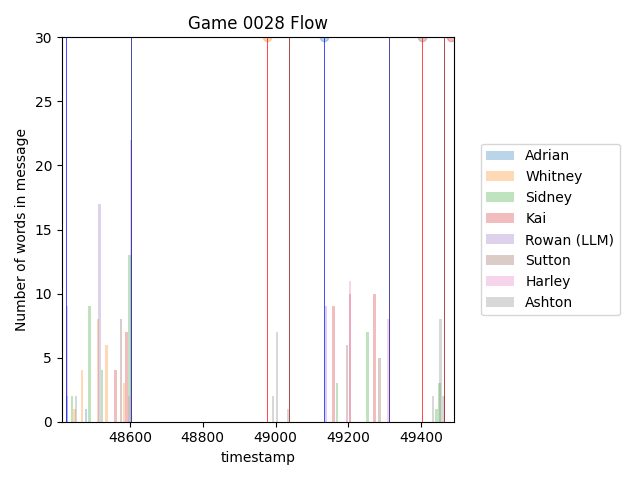 Game 0028 Flow
Number of words in message
30
25
20
15
10
5
0
48600
48800
49000
49200
49400
timestamp
Adrian
Whitney
Sidney
Kai
Rowan (LLM)
Sutton
Harley
Ashton